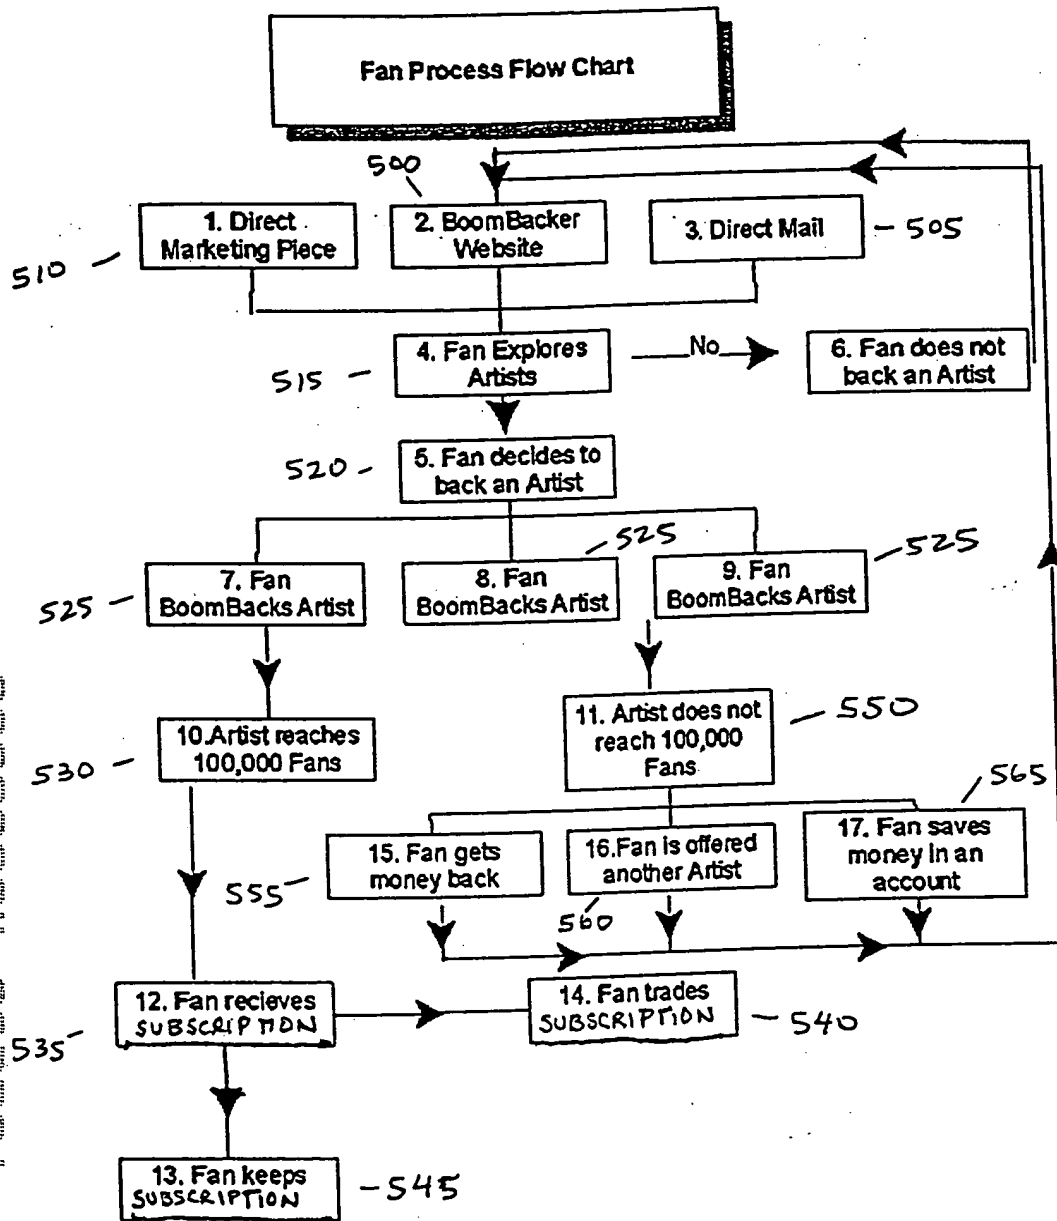 Fan Process Flow Chart
500
1. Direct
Marketing Piece
2. BoomBacker
Website
3. Direct Mail
505
510
4. Fan Explores
Artists
No
6. Fan does not
back an Artist
515
5. Fan decides to
back an Artist
520
525
525
7. Fan
BoomBacks Artist
8. Fan
BoomBacks Artist
9. Fan
BoomBacks Artist
525
10.Artist reaches
100,000 Fans
530
11. Artist does not
reach 100,000
Fans
550
565
15. Fan gets
money back
16.Fan is offered
another Artist
17. Fan saves
money in an
account
555
560
12. Fan recieves
SUBSCRIPTION
14. Fan trades
SUBSCRIPTION
540
535
13. Fan keeps
SUBSCRIPTION
545